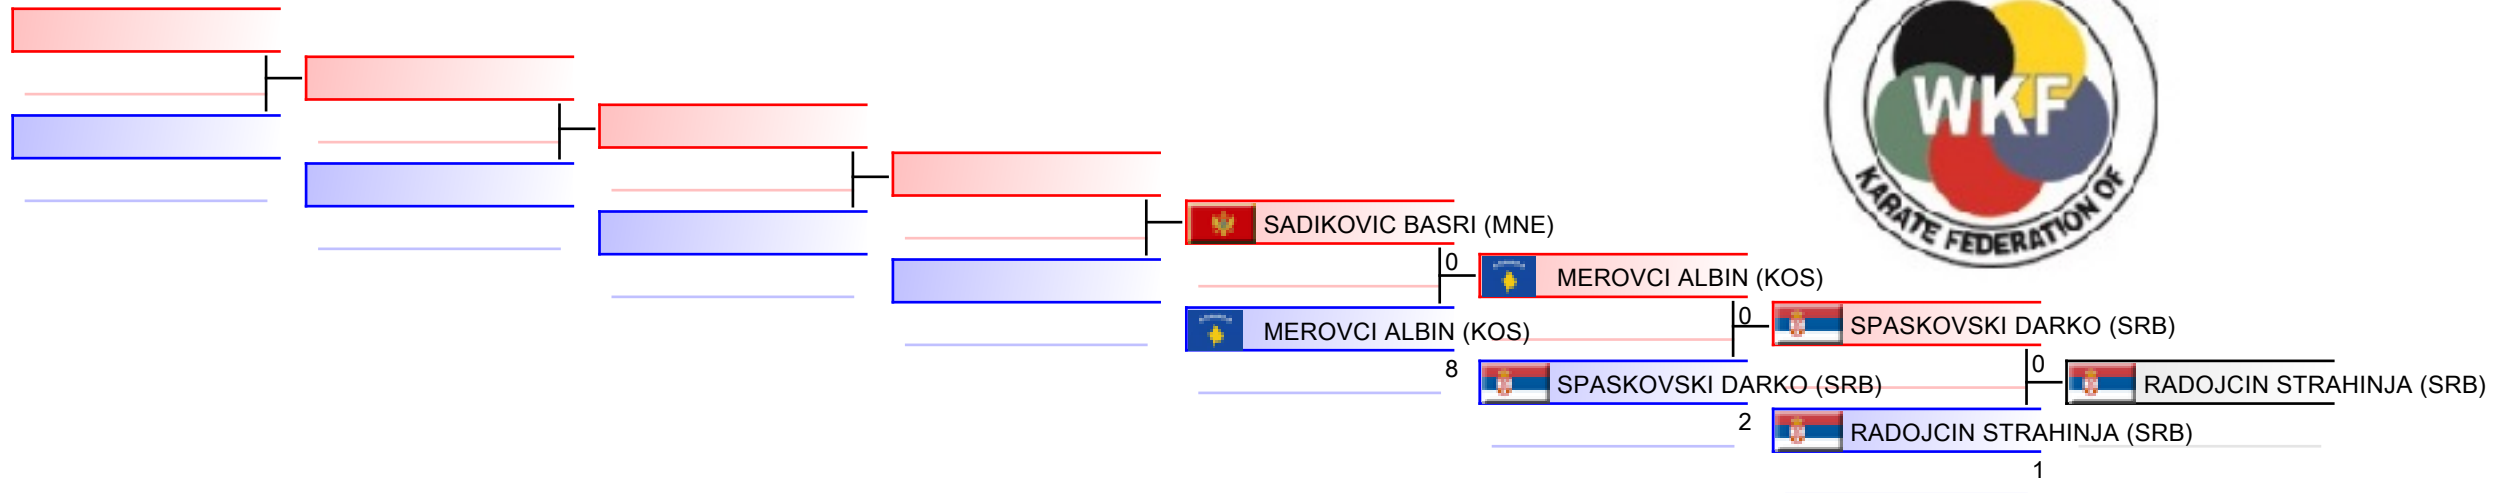 WKF
KARATE FEDERATION OF
SADIKOVIC BASRI (MNE)
0
MEROVCI ALBIN (KOS)
MEROVCI ALBIN (KOS)
8
0
SPASKOVSKI DARKO (SRB)
SPASKOVSKI DARKO (SRB)
2
0
RADOJCIN STRAHINJA (SRB)
RADOJCIN STRAHINJA (SRB)
1